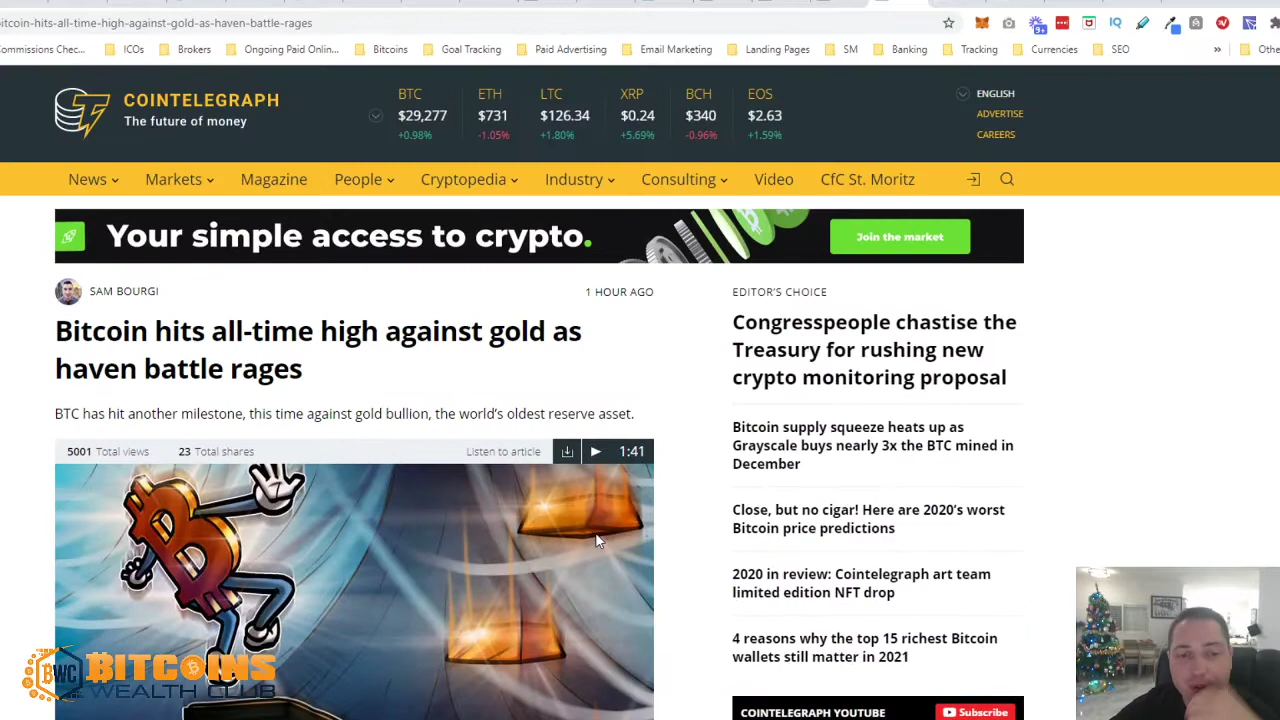 itcoin-hits-all-time-high-against-gold-as-haven-battle-rages
9+
IQ
ommissions Chec...
ICOs
Brokers
Ongoing Paid Onlin...
Bitcoins
Goal Tracking
Paid Advertising
Email Marketing
Landing Pages
SM
Banking
Tracking
Currencies
SEO
»
Othe
COINTELEGRAPH
The future of money
BTC
$29,277
+0.98%
ETH
$731
-1.05%
LTC
$126.34
+1.80%
XRP
$0.24
+5.69%
BCH
$340
-0.96%
EOS
$2.63
+1.59%
ENGLISH
ADVERTISE
CAREERS
News
Markets
Magazine
People
Cryptopedia
Industry
Consulting
Video
CfC St. Moritz
Your simple access to crypto.
Join the market
SAM BOURGI
1 HOUR AGO
Bitcoin hits all-time high against gold as
haven battle rages
BTC has hit another milestone, this time against gold bullion, the world's oldest reserve asset.
5001 Total views
23 Total shares
Listen to article
1:41
EDITOR'S CHOICE
Congresspeople chastise the
Treasury for rushing new
crypto monitoring proposal
Bitcoin supply squeeze heats up as
Grayscale buys nearly 3x the BTC mined in
December
Close, but no cigar! Here are 2020's worst
Bitcoin price predictions
2020 in review: Cointelegraph art team
limited edition NFT drop
4 reasons why the top 15 richest Bitcoin
wallets still matter in 2021
COINTELEGRAPH YOUTUBE
Subscribe
BWC
BITCOINS
WEALTH CLUB